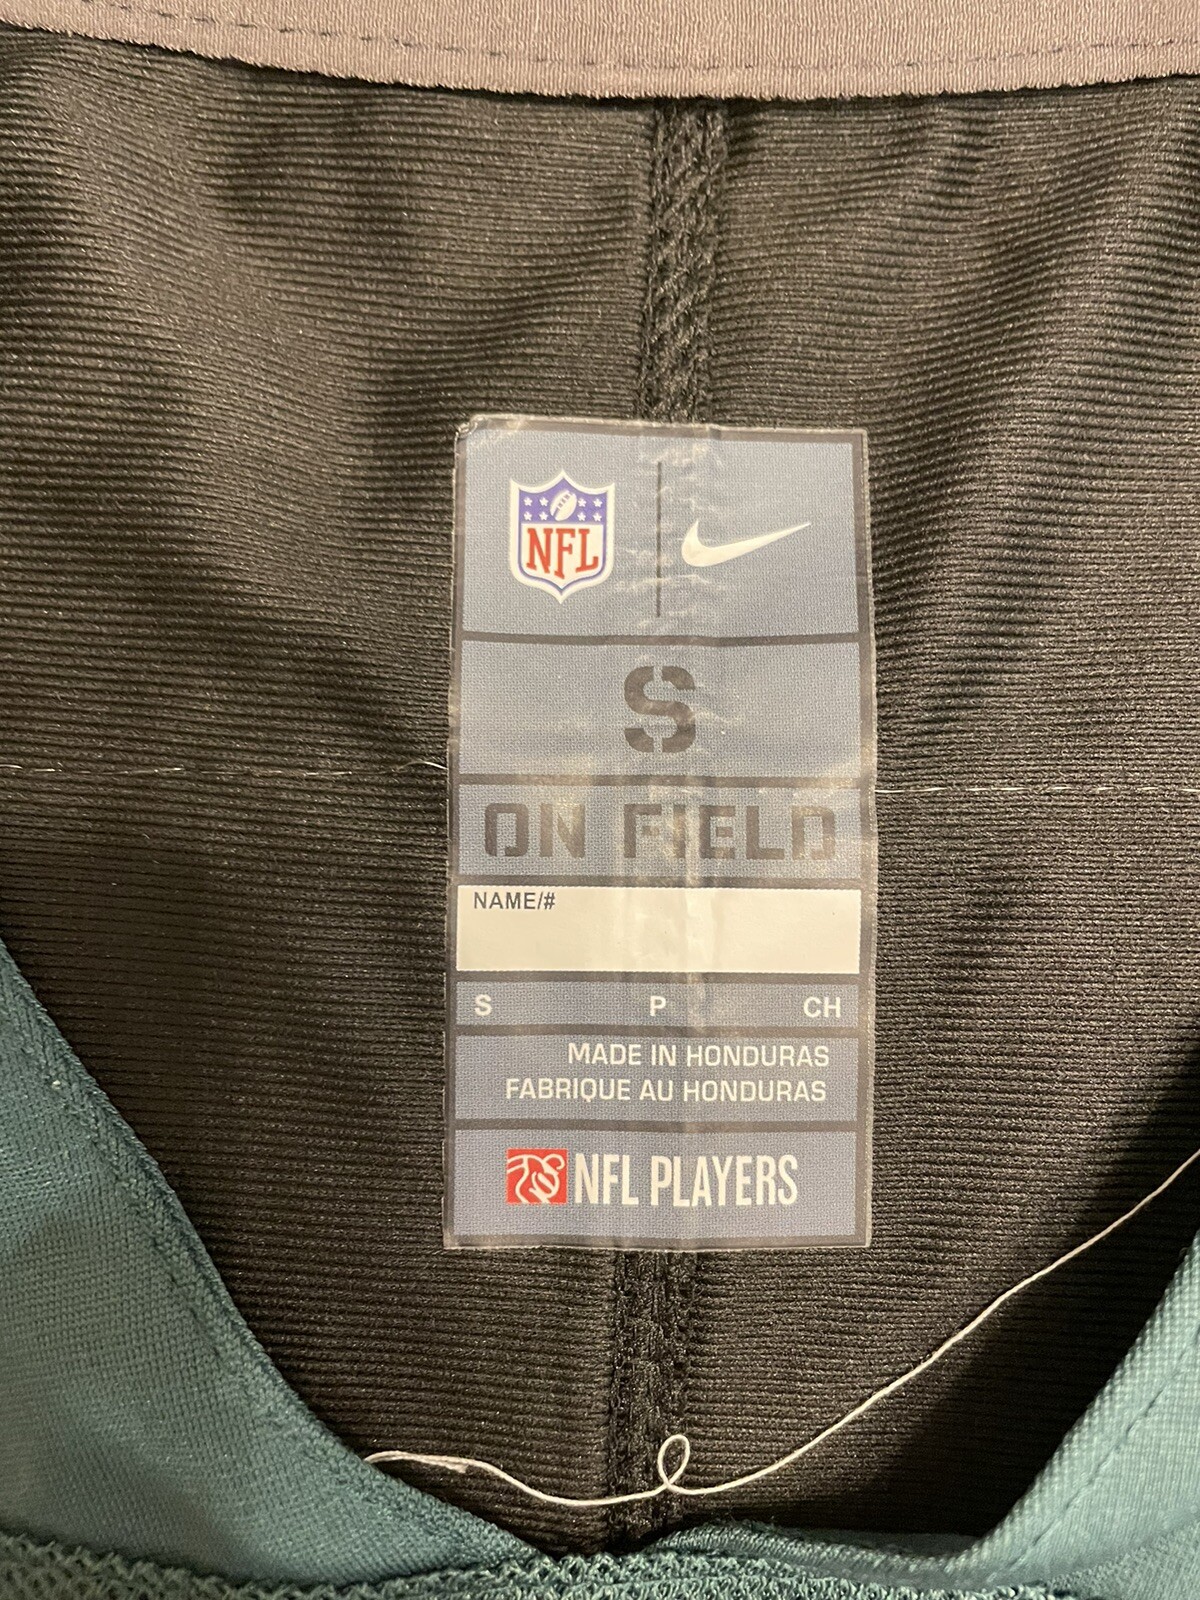 NFL
S
ON FIELD
NAME/#
S P CH
MADE IN HONDURAS
FABRIQUE AU HONDURAS
NFL PLAYERS